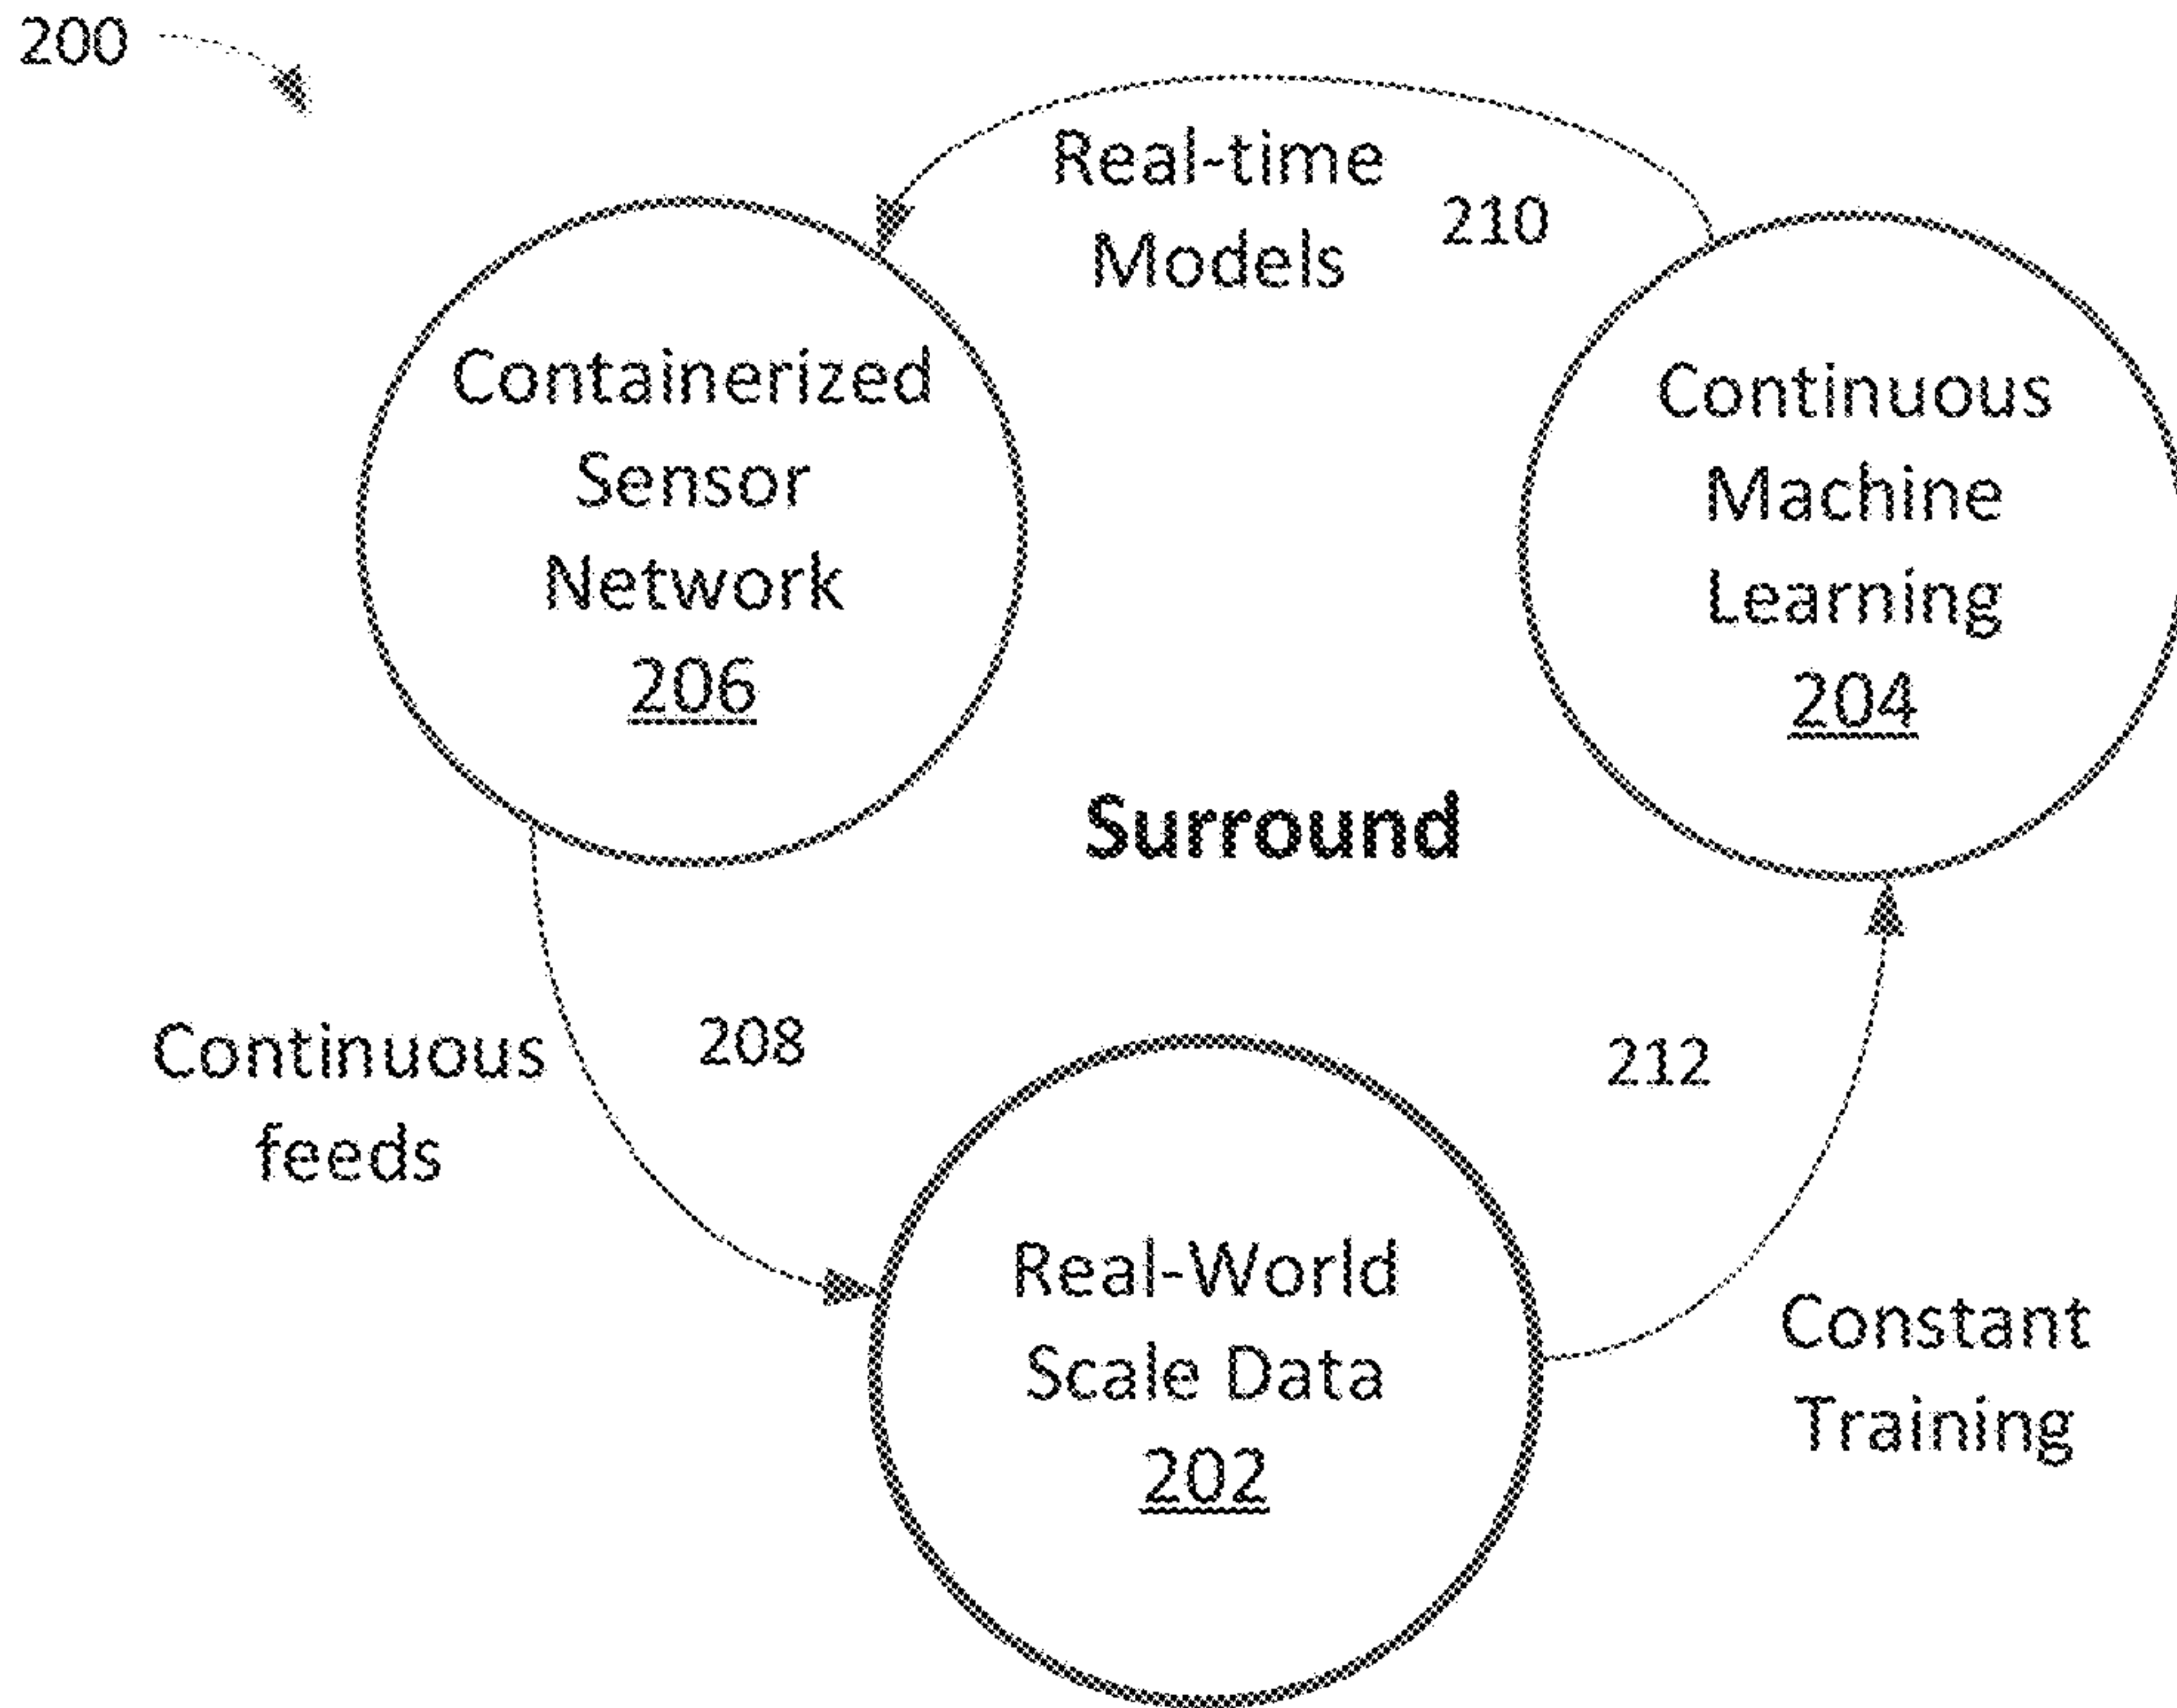 200
Real-time
Models
210
Containerized
Sensor
Network
206
Continuous
Machine
Learning
204
Surround
Continuous
feeds
208
212
Real-World
Scale Data
202
Constant
Training